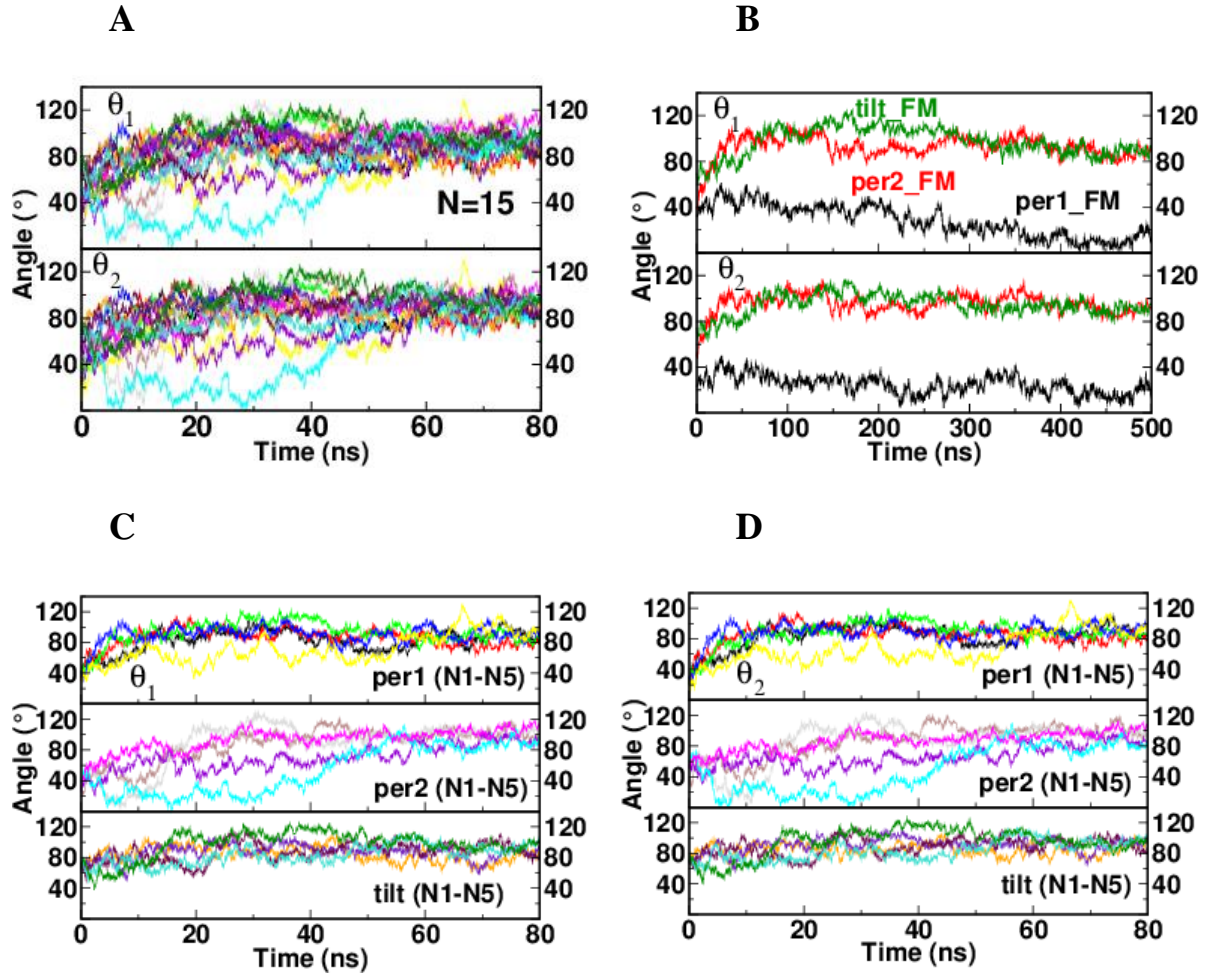 A
B
120
80
40
θ1
N=15
120
80
40
120
80
40
θ2
120
80
40
Angle (°)
0
20
40
60
80
Time (ns)
120
80
40
θ1
tilt_FM
per2_FM
per1_FM
120
80
40
120
80
40
θ2
120
80
40
Angle (°)
0
100
200
300
400
500
Time (ns)
C
D
120
80
40
θ1
per1 (N1-N5)
120
80
40
120
80
40
per2 (N1-N5)
120
80
40
120
80
40
tilt (N1-N5)
120
80
40
Angle (°)
0
20
40
60
80
Time (ns)
120
80
40
θ2
per1 (N1-N5)
120
80
40
120
80
40
per2 (N1-N5)
120
80
40
120
80
40
tilt (N1-N5)
120
80
40
Angle (°)
0
20
40
60
80
Time (ns)